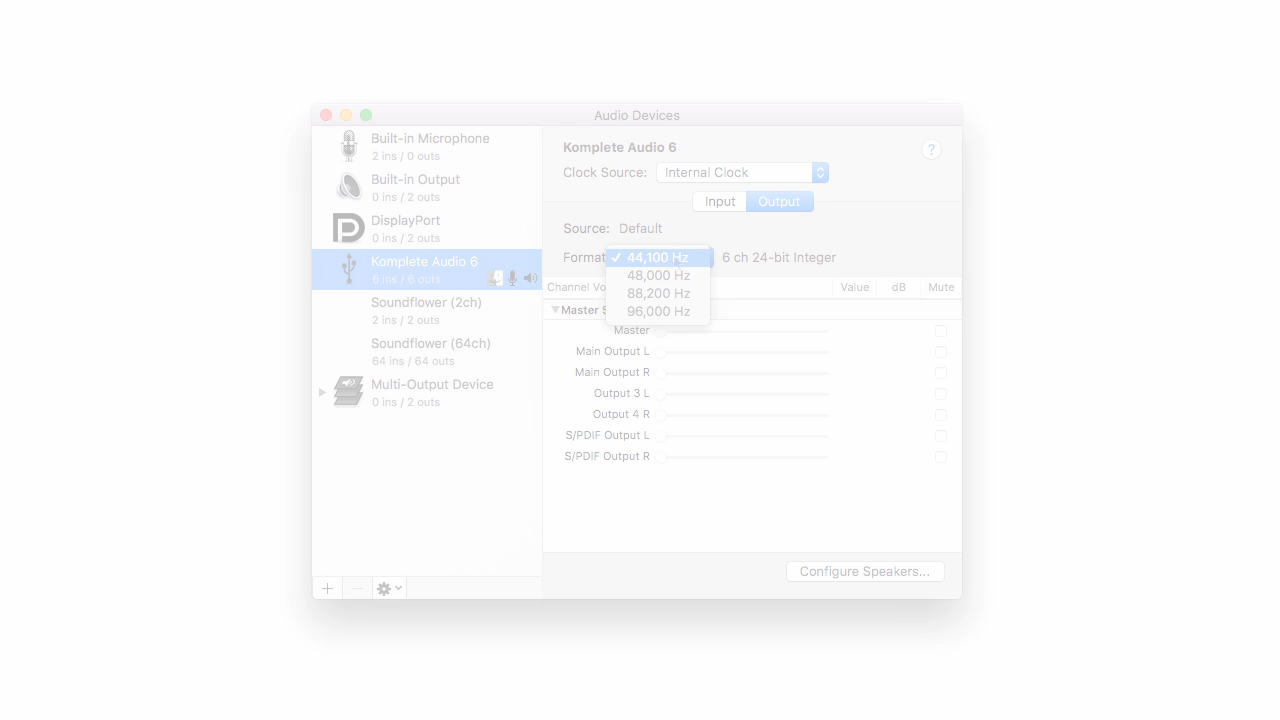 Audio Devices
Built-in Microphone
2 ins / 0 outs
Built-in Output
0 ins / 2 outs
DisplayPort
0 ins / 2 outs
Komplete Audio 6
6 ins / 6 outs
Soundflower (2ch)
2 ins / 2 outs
Soundflower (64ch)
64 ins / 64 outs
Multi-Output Device
0 ins / 2 outs
Komplete Audio 6
?
Clock Source: Internal Clock
Input Output
Source: Default
Format ✓ 44,100 Hz 6 ch 24-bit Integer
48,000 Hz
88,200 Hz
96,000 Hz
Channel Value dB Mute
Master
Master
Main Output L
Main Output R
Output 3 L
Output 4 R
S/PDIF Output L
S/PDIF Output R
Configure Speakers...